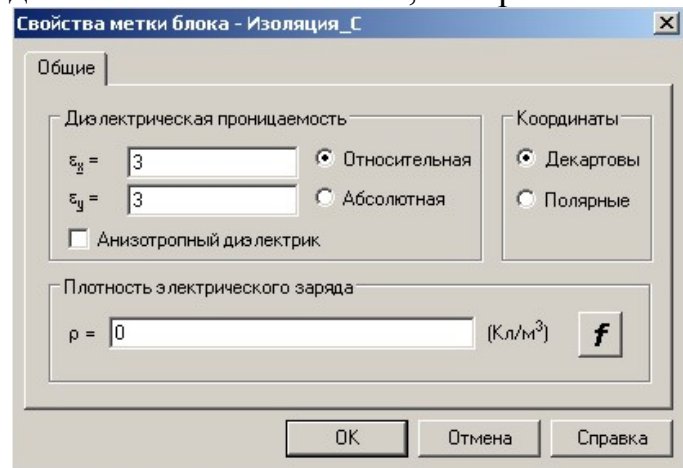 Свойства метки блока - Изоляция_C
Общие
Диэлектрическая проницаемость
εx = 3
Относительная
εy = 3
Абсолютная
Анизотропный диэлектрик
Координаты
Декартовы
Полярные
Плотность электрического заряда
ρ = 0 (Кл/м³) f
OK Отмена Справка